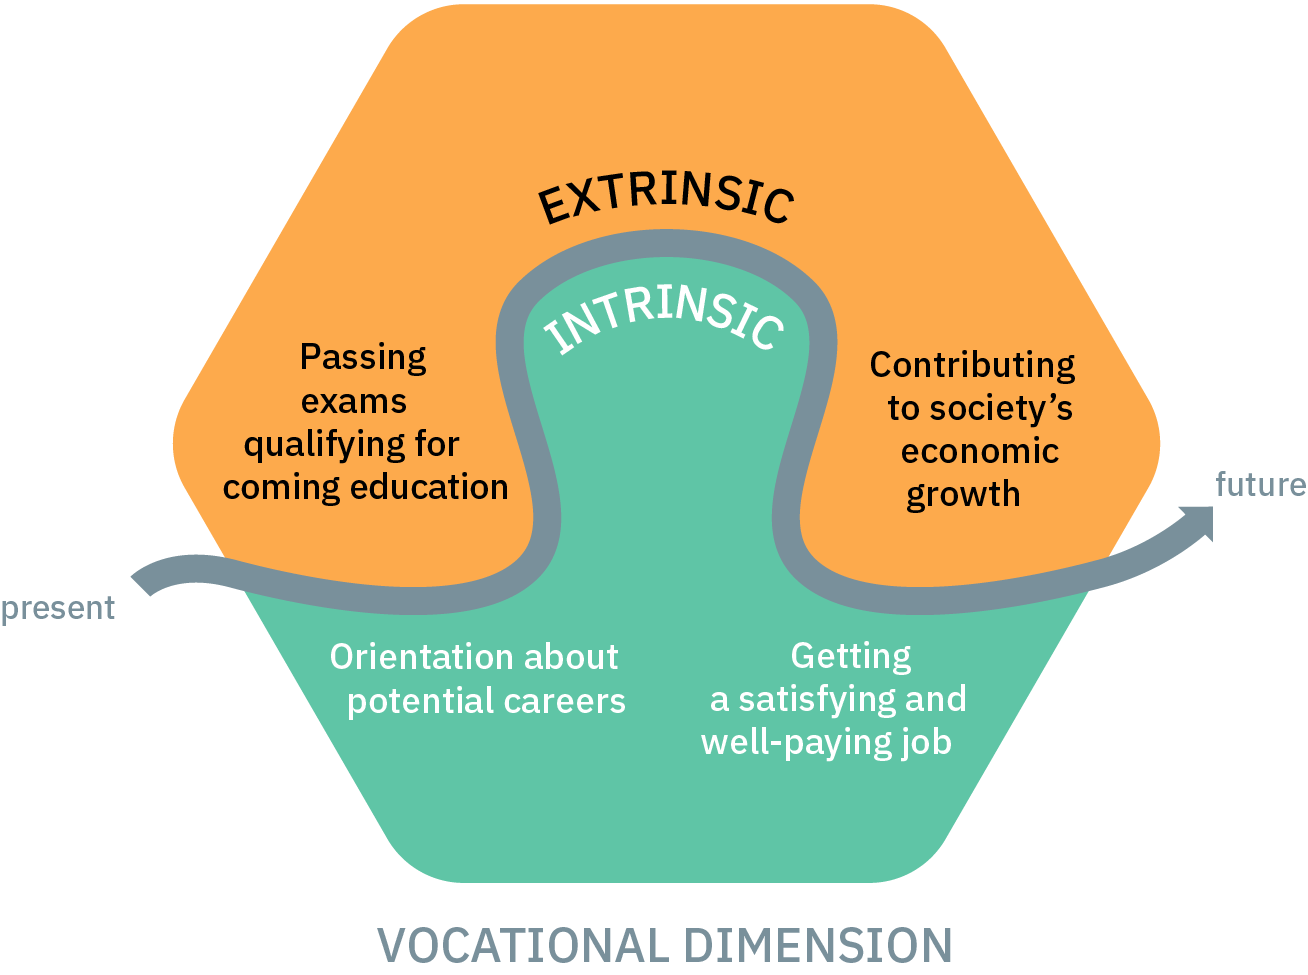 EXTRINSIC
INTRINSIC
Passing
exams
qualifying for
coming education
Contributing
to society’s
economic
growth
future
present
Orientation about
potential careers
Getting
a satisfying and
well-paying job
VOCATIONAL DIMENSION